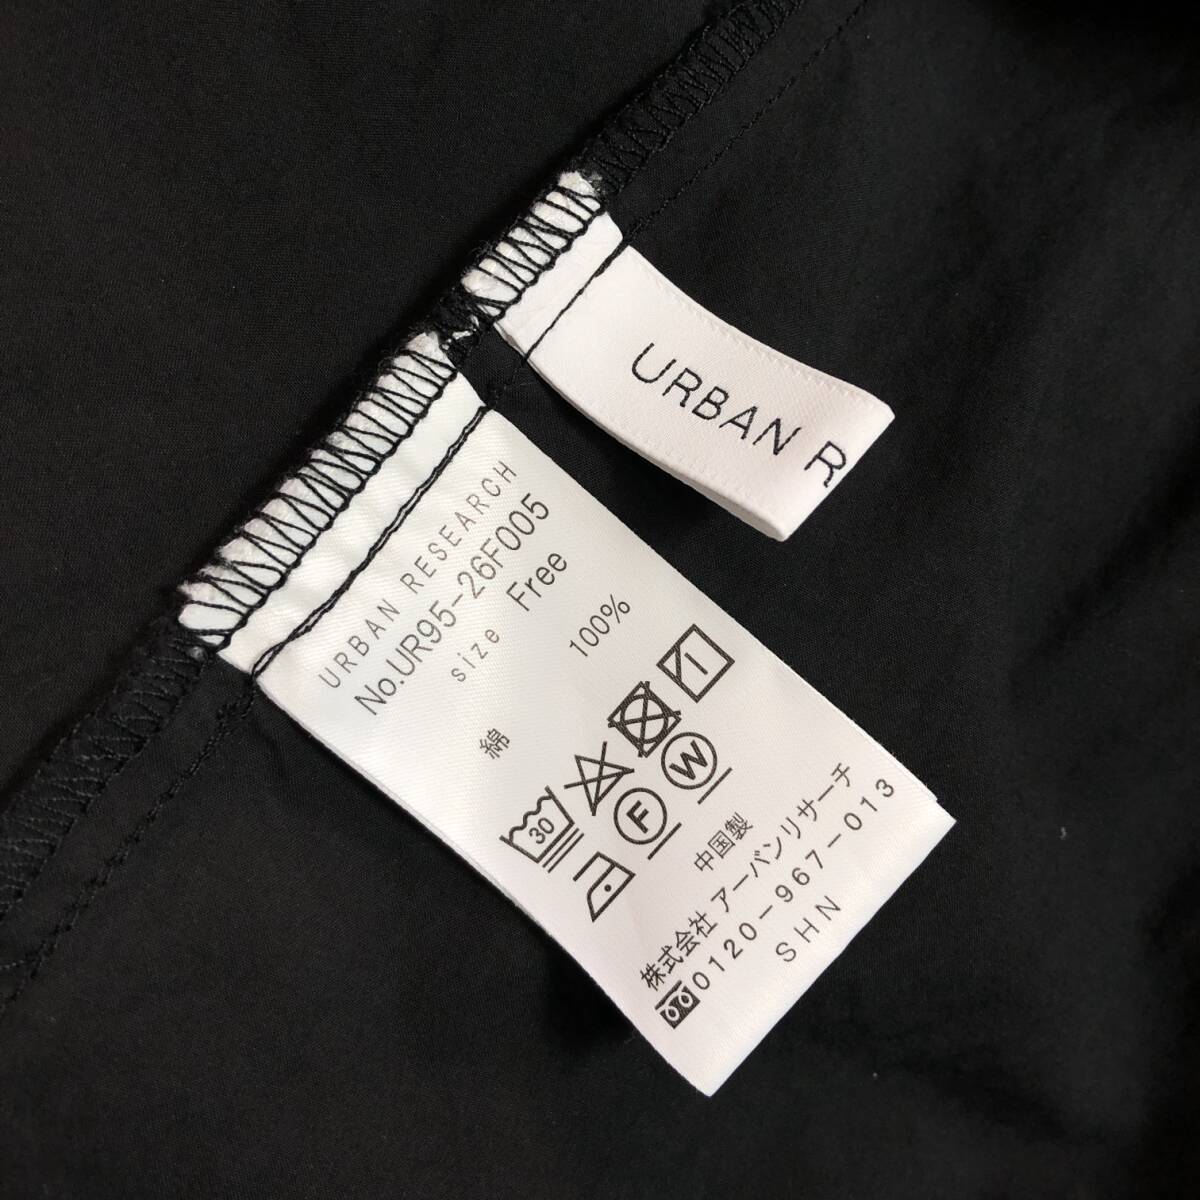 URBAN R
URBAN RESEARCH
No.UR95-26F005
size Free
綿 100%
30
F W
中国製
株式会社 アーバンリサーチ
0120-967-013
SHN